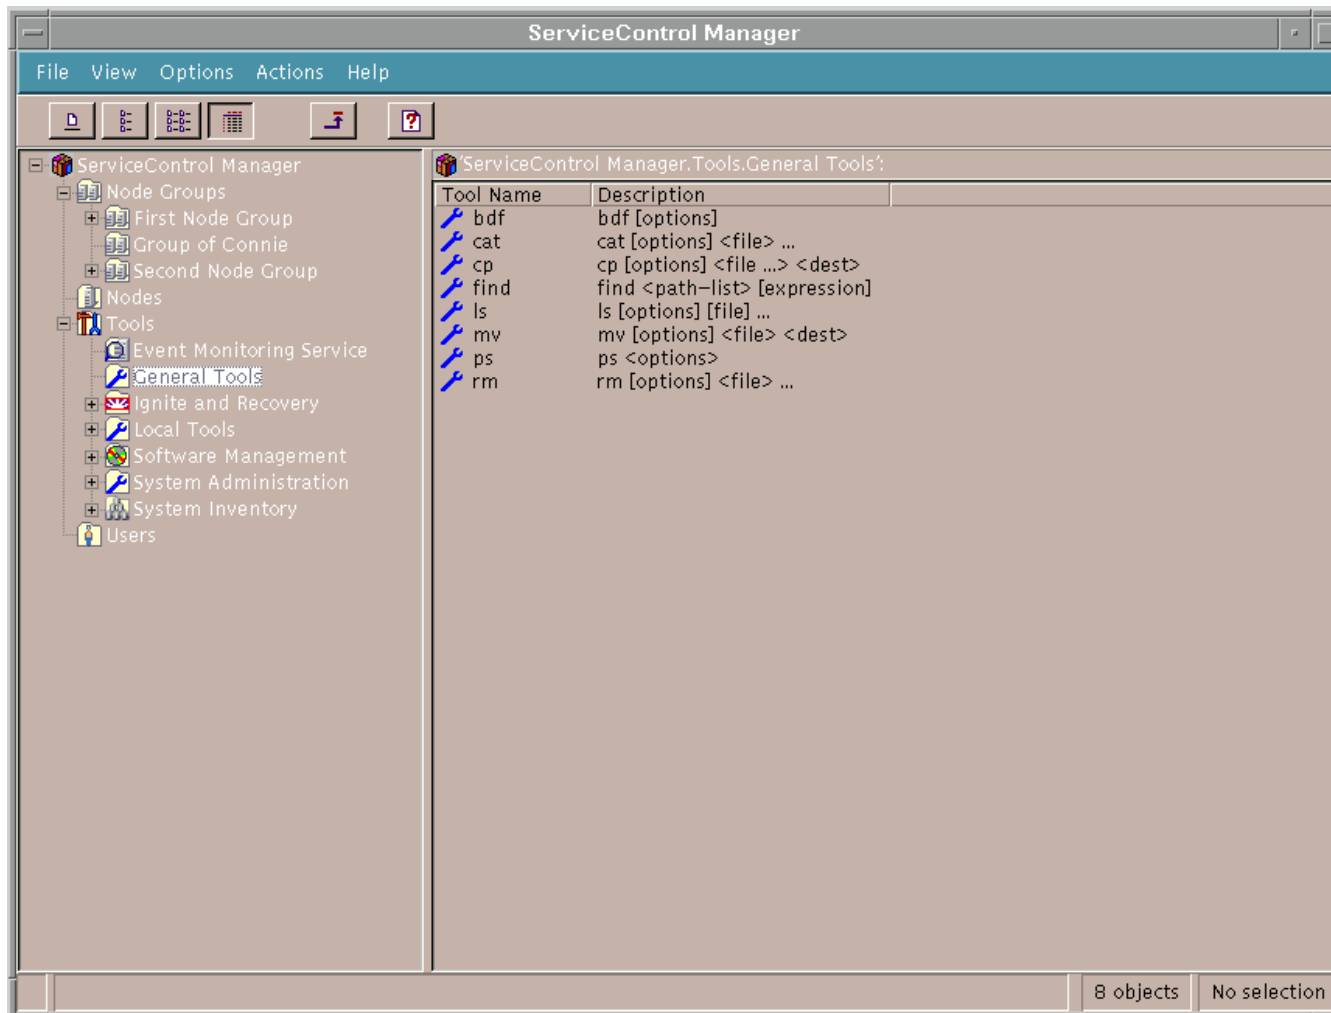 ServiceControl Manager
File View Options Actions Help
ServiceControl Manager
Node Groups
First Node Group
Group of Connie
Second Node Group
Nodes
Tools
Event Monitoring Service
General Tools
Ignite and Recovery
Local Tools
Software Management
System Administration
System Inventory
Users
'ServiceControl Manager.Tools.General Tools':
Tool Name Description
bdf bdf [options]
cat cat [options] <file> ...
cp cp [options] <file ...> <dest>
find find <path-list> [expression]
ls ls [options] [file] ...
mv mv [options] <file> <dest>
ps ps <options>
rm rm [options] <file> ...
8 objects No selection